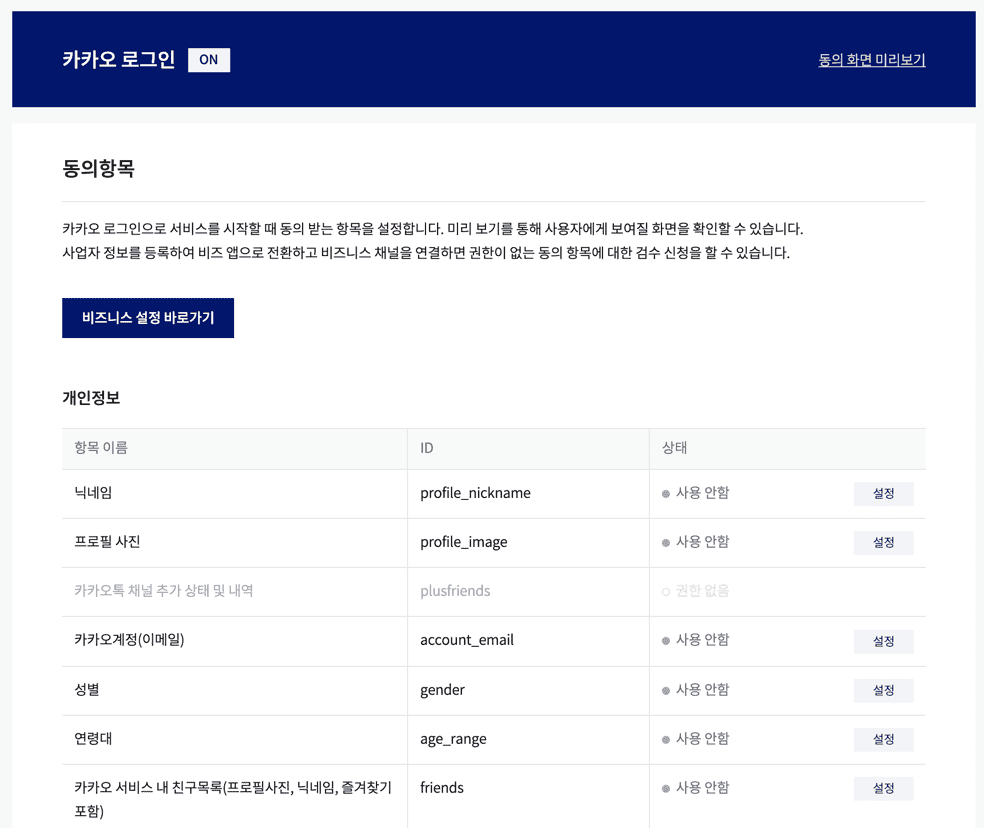 카카오 로그인 ON 동의 화면 미리보기
동의항목
카카오 로그인으로 서비스를 시작할 때 동의 받는 항목을 설정합니다. 미리 보기를 통해 사용자에게 보여질 화면을 확인할 수 있습니다.
사업자 정보를 등록하여 비즈 앱으로 전환하고 비즈니스 채널을 연결하면 권한이 없는 동의 항목에 대한 검수 신청을 할 수 있습니다.
비즈니스 설정 바로가기
개인정보
항목 이름 ID 상태
닉네임 profile_nickname 사용 안함 설정
프로필 사진 profile_image 사용 안함 설정
카카오톡 채널 추가 상태 및 내역 plusfriends 권한 없음
카카오계정(이메일) account_email 사용 안함 설정
성별 gender 사용 안함 설정
연령대 age_range 사용 안함 설정
카카오 서비스 내 친구목록(프로필사진, 닉네임, 즐겨찾기 friends 사용 안함 설정
포함)